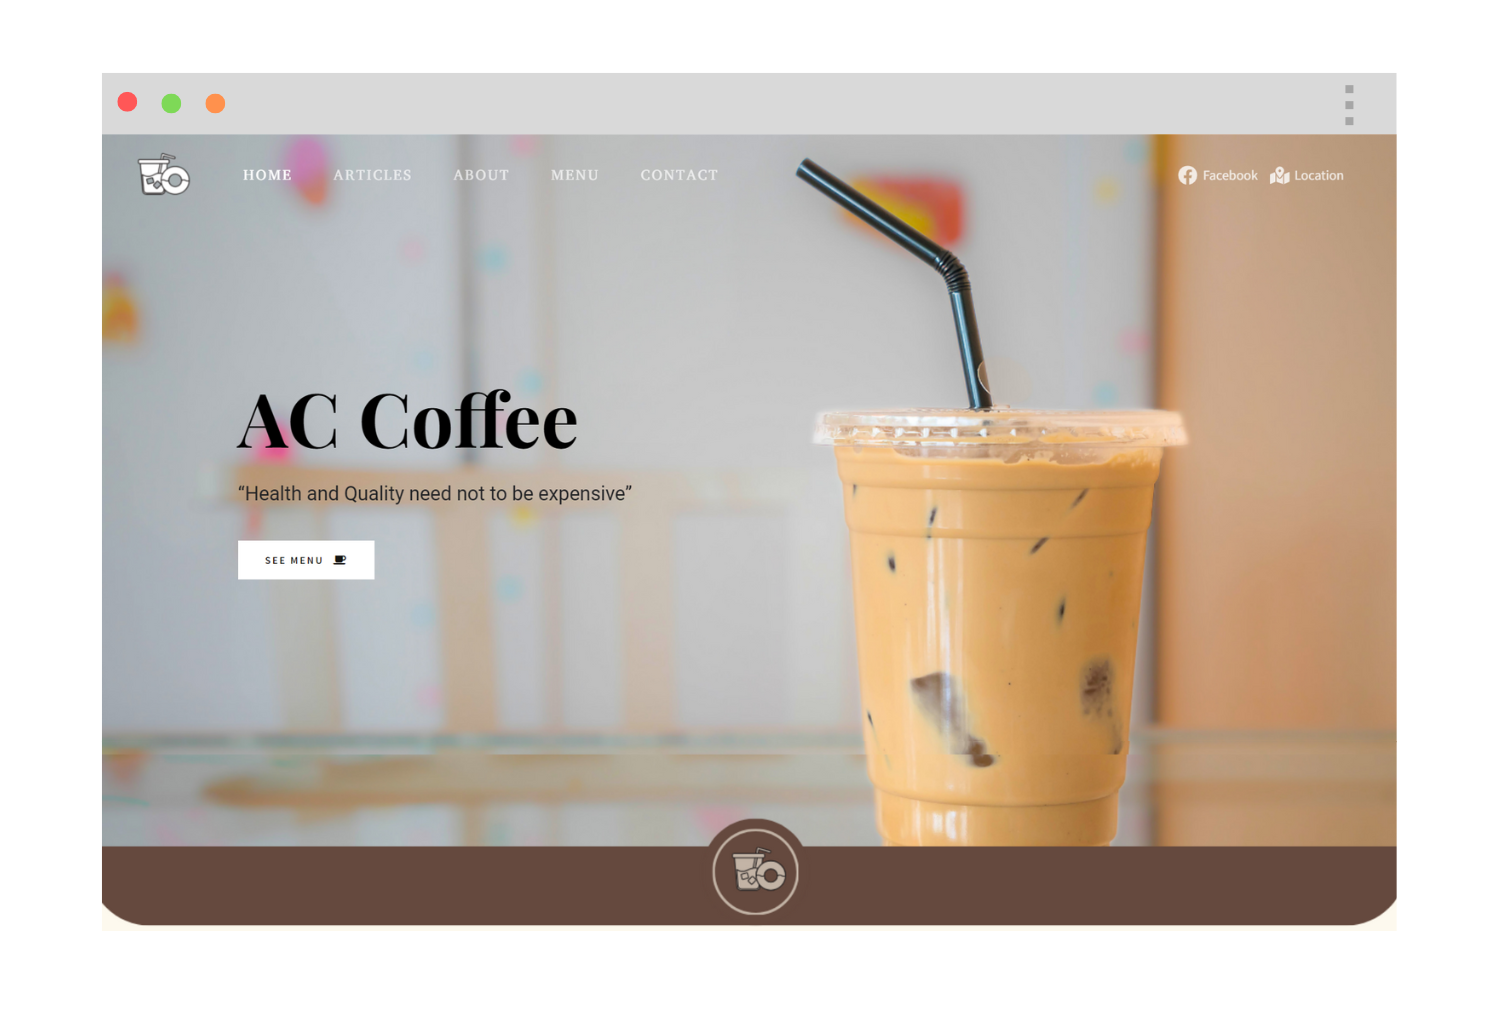 HOME ARTICLES ABOUT MENU CONTACT Facebook Location
AC Coffee
“Health and Quality need not to be expensive”
SEE MENU